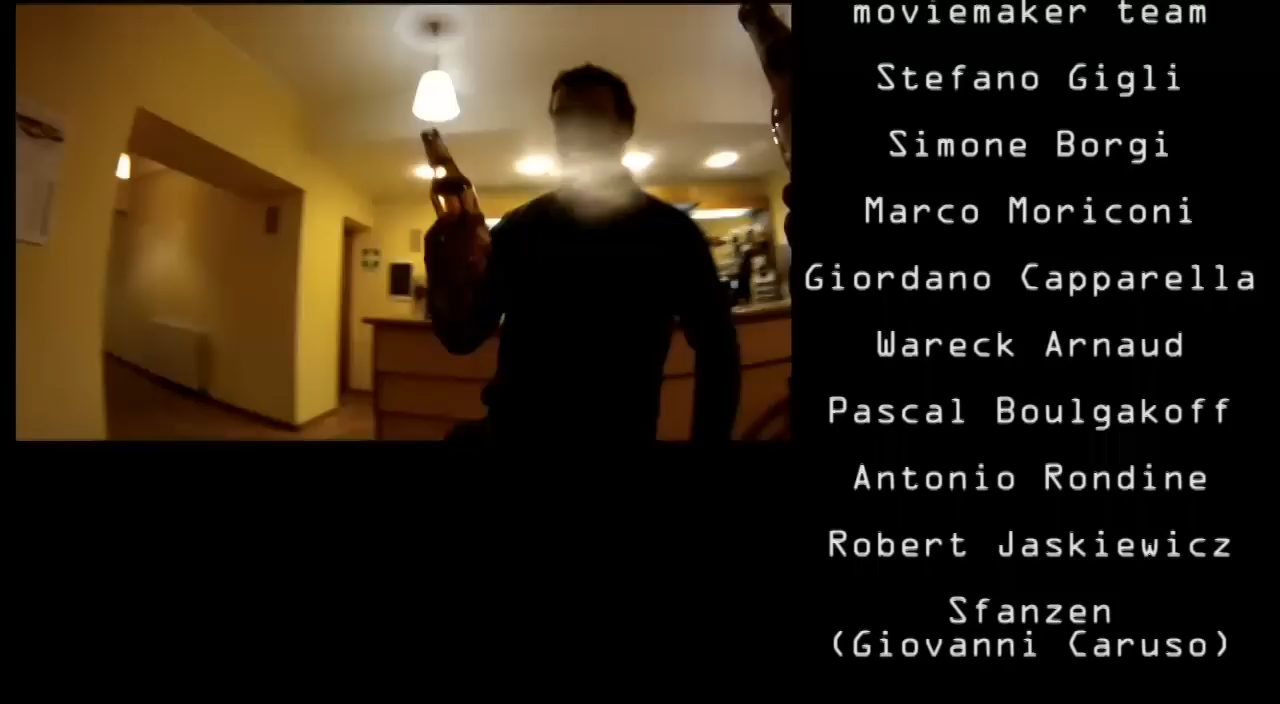 moviemaker team
Stefano Gigli
Simone Borgi
Marco Moriconi
Giordano Capparella
Wareck Arnaud
Pascal Boulgakoff
Antonio Rondine
Robert Jaskiewicz
Sfanzen
(Giovanni Caruso)